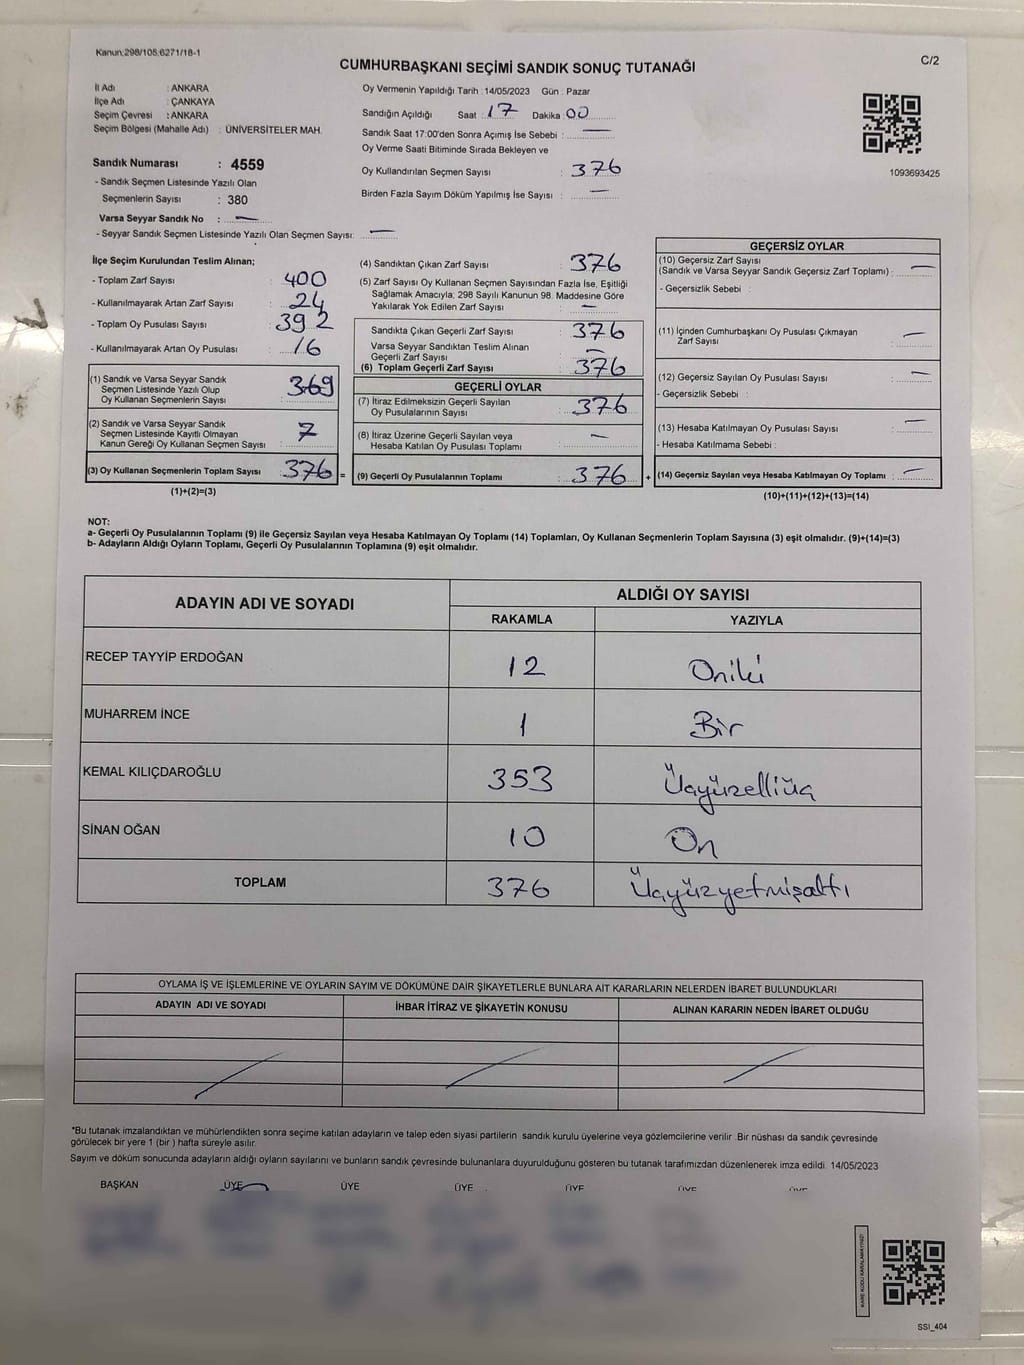 Kanun:298/105;6271/18-1
C/2
CUMHURBAŞKANI SEÇİMİ SANDIK SONUÇ TUTANAĞI
İl Adı : ANKARA
İlçe Adı : ÇANKAYA
Seçim Çevresi : ANKARA
Seçim Bölgesi (Mahalle Adı) : ÜNİVERSİTELER MAH.
Sandık Numarası : 4559
- Sandık Seçmen Listesinde Yazılı Olan
Seçmenlerin Sayısı : 380
Varsa Seyyar Sandık No : —
- Seyyar Sandık Seçmen Listesinde Yazılı Olan Seçmen Sayısı: —
Oy Vermenin Yapıldığı Tarih : 14/05/2023 Gün : Pazar
Sandığın Açıldığı Saat : 17 Dakika : 00
Sandık Saat 17:00'den Sonra Açımış İse Sebebi : —
Oy Verme Saati Bitiminde Sırada Bekleyen ve
Oy Kullandırılan Seçmen Sayısı : 376
Birden Fazla Sayım Döküm Yapılmış İse Sayısı : —
1093693425
İlçe Seçim Kurulundan Teslim Alınan;
- Toplam Zarf Sayısı : 400
- Kullanılmayarak Artan Zarf Sayısı : 24
- Toplam Oy Pusulası Sayısı : 392
- Kullanılmayarak Artan Oy Pusulası : 16
(1) Sandık ve Varsa Seyyar Sandık
Seçmen Listesinde Yazılı Olup
Oy Kullanan Seçmenlerin Sayısı : 369
(2) Sandık ve Varsa Seyyar Sandık
Seçmen Listesinde Kayıtlı Olmayan
Kanun Gereği Oy Kullanan Seçmen Sayısı : 7
(3) Oy Kullanan Seçmenlerin Toplam Sayısı : 376 =
(1)+(2)=(3)
(4) Sandıktan Çıkan Zarf Sayısı : 376
(5) Zarf Sayısı Oy Kullanan Seçmen Sayısından Fazla İse, Eşitliği
Sağlamak Amacıyla; 298 Sayılı Kanunun 98. Maddesine Göre
Yakılarak Yok Edilen Zarf Sayısı : —
Sandıkta Çıkan Geçerli Zarf Sayısı : 376
Varsa Seyyar Sandıktan Teslim Alınan
Geçerli Zarf Sayısı : —
(6) Toplam Geçerli Zarf Sayısı : 376
GEÇERLİ OYLAR
(7) İtiraz Edilmeksizin Geçerli Sayılan
Oy Pusulalarının Sayısı : 376
(8) İtiraz Üzerine Geçerli Sayılan veya
Hesaba Katılan Oy Pusulaları Toplamı : —
(9) Geçerli Oy Pusulalarının Toplamı : 376 +
GEÇERSİZ OYLAR
(10) Geçersiz Zarf Sayısı
(Sandık ve Varsa Seyyar Sandık Geçersiz Zarf Toplamı) : —
- Geçersizlik Sebebi :
(11) İçinden Cumhurbaşkanı Oy Pusulası Çıkmayan
Zarf Sayısı : —
(12) Geçersiz Sayılan Oy Pusulası Sayısı : —
- Geçersizlik Sebebi :
(13) Hesaba Katılmayan Oy Pusulası Sayısı : —
- Hesaba Katılmama Sebebi :
(14) Geçersiz Sayılan veya Hesaba Katılmayan Oy Toplamı : —
(10)+(11)+(12)+(13)=(14)
NOT:
a- Geçerli Oy Pusulalarının Toplamı (9) ile Geçersiz Sayılan veya Hesaba Katılmayan Oy Toplamı (14) Toplamları, Oy Kullanan Seçmenlerin Toplam Sayısına (3) eşit olmalıdır. (9)+(14)=(3)
b- Adayların Aldığı Oyların Toplamı, Geçerli Oy Pusulalarının Toplamına (9) eşit olmalıdır.
ADAYIN ADI VE SOYADI ALDIĞI OY SAYISI
RAKAMLA YAZIYLA
RECEP TAYYİP ERDOĞAN 12 Oniki
MUHARREM İNCE 1 Bir
KEMAL KILIÇDAROĞLU 353 Üçyüzelliüç
SİNAN OĞAN 10 On
TOPLAM 376 Üçyüzyetmişaltı
OYLAMA İŞ VE İŞLEMLERİNE VE OYLARIN SAYIM VE DÖKÜMÜNE DAİR ŞİKAYETLERLE BUNLARA AİT KARARLARIN NELERDEN İBARET BULUNDUKLARI
ADAYIN ADI VE SOYADI İHBAR İTİRAZ VE ŞİKAYETİN KONUSU ALINAN KARARIN NEDEN İBARET OLDUĞU
*Bu tutanak imzalandıktan ve mühürlendikten sonra seçime katılan adayların ve talep eden siyasi partilerin sandık kurulu üyelerine veya gözlemcilerine verilir .Bir nüshası da sandık çevresinde
görülecek bir yere 1 (bir ) hafta süreyle asılır.
Sayım ve döküm sonucunda adayların aldığı oyların sayılarını ve bunların sandık çevresinde bulunanlara duyurulduğunu gösteren bu tutanak tarafımızdan düzenlenerek imza edildi. 14/05/2023
BAŞKAN ÜYE ÜYE ÜYE ÜYE ÜYE ÜYE
KARE KODU KARALAMAYINIZ!
SSI_404